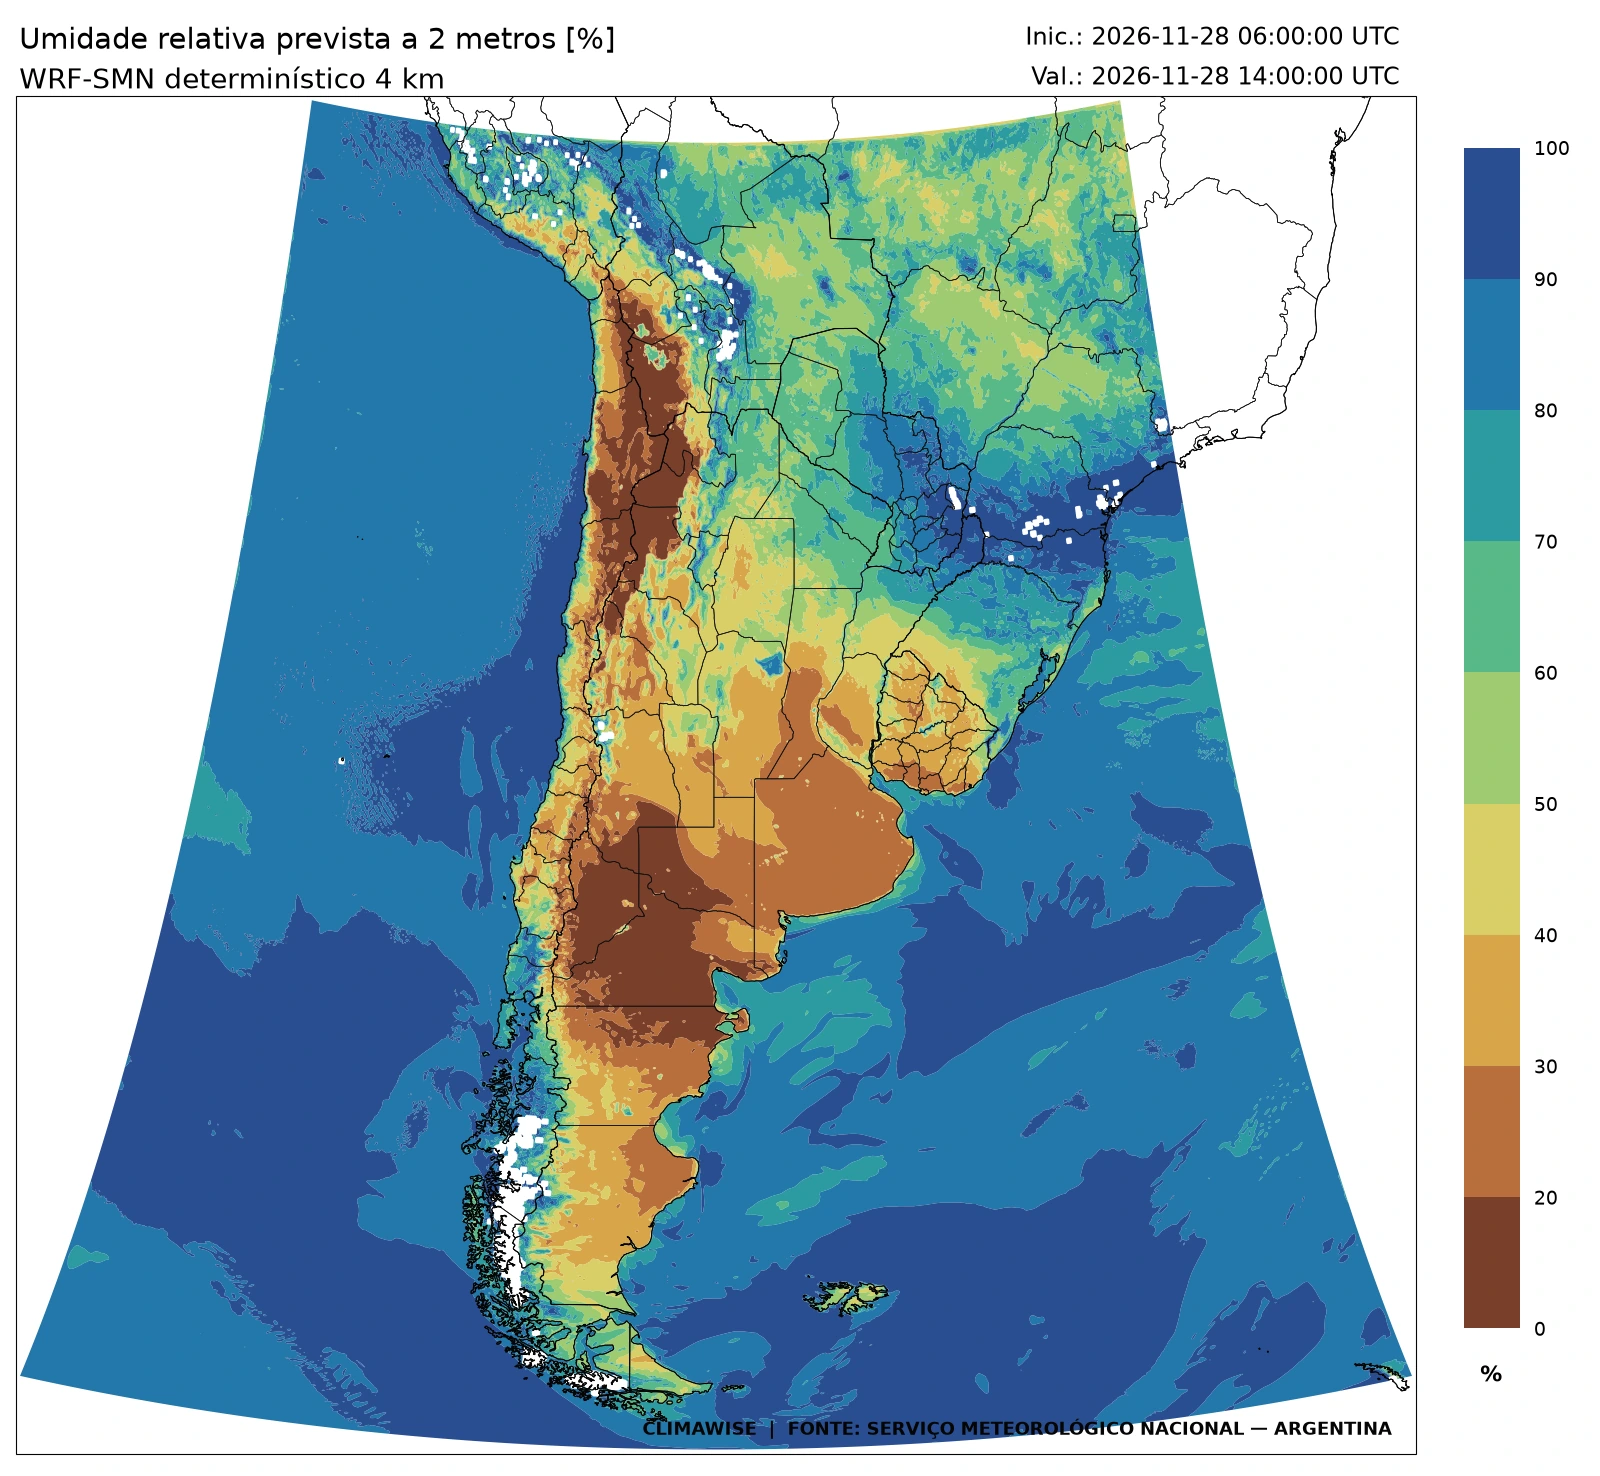 Umidade relativa prevista a 2 metros [%]
WRF-SMN determinístico 4 km
Inic.: 2026-11-28 06:00:00 UTC
Val.: 2026-11-28 14:00:00 UTC
100
90
80
70
60
50
40
30
20
0
%
CLIMAWISE | FONTE: SERVIÇO METEOROLÓGICO NACIONAL — ARGENTINA